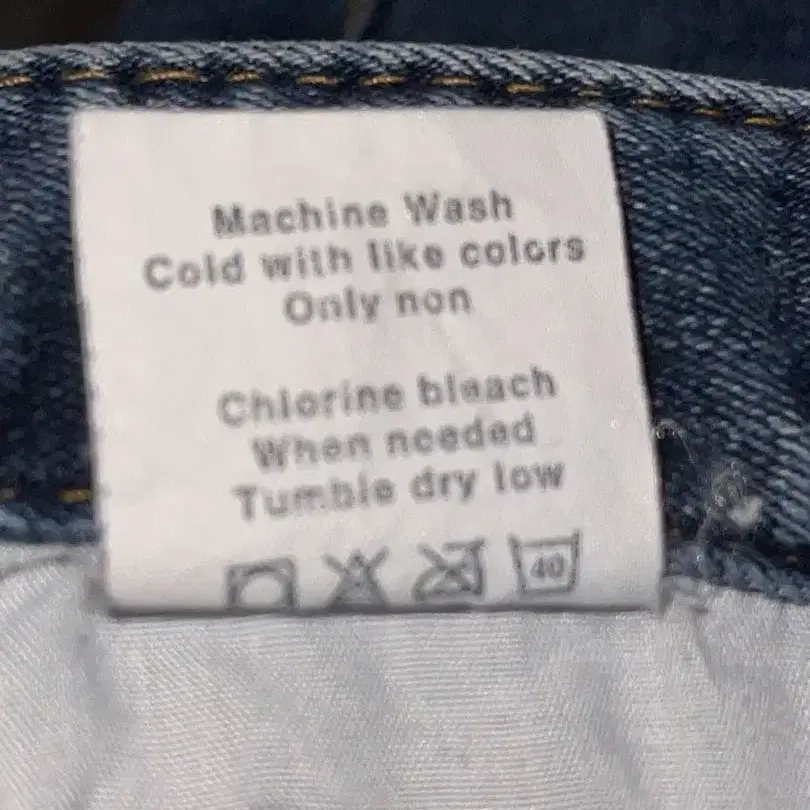 Machine Wash
Cold with like colors
Only non
Chlorine bleach
When needed
Tumble dry low
40